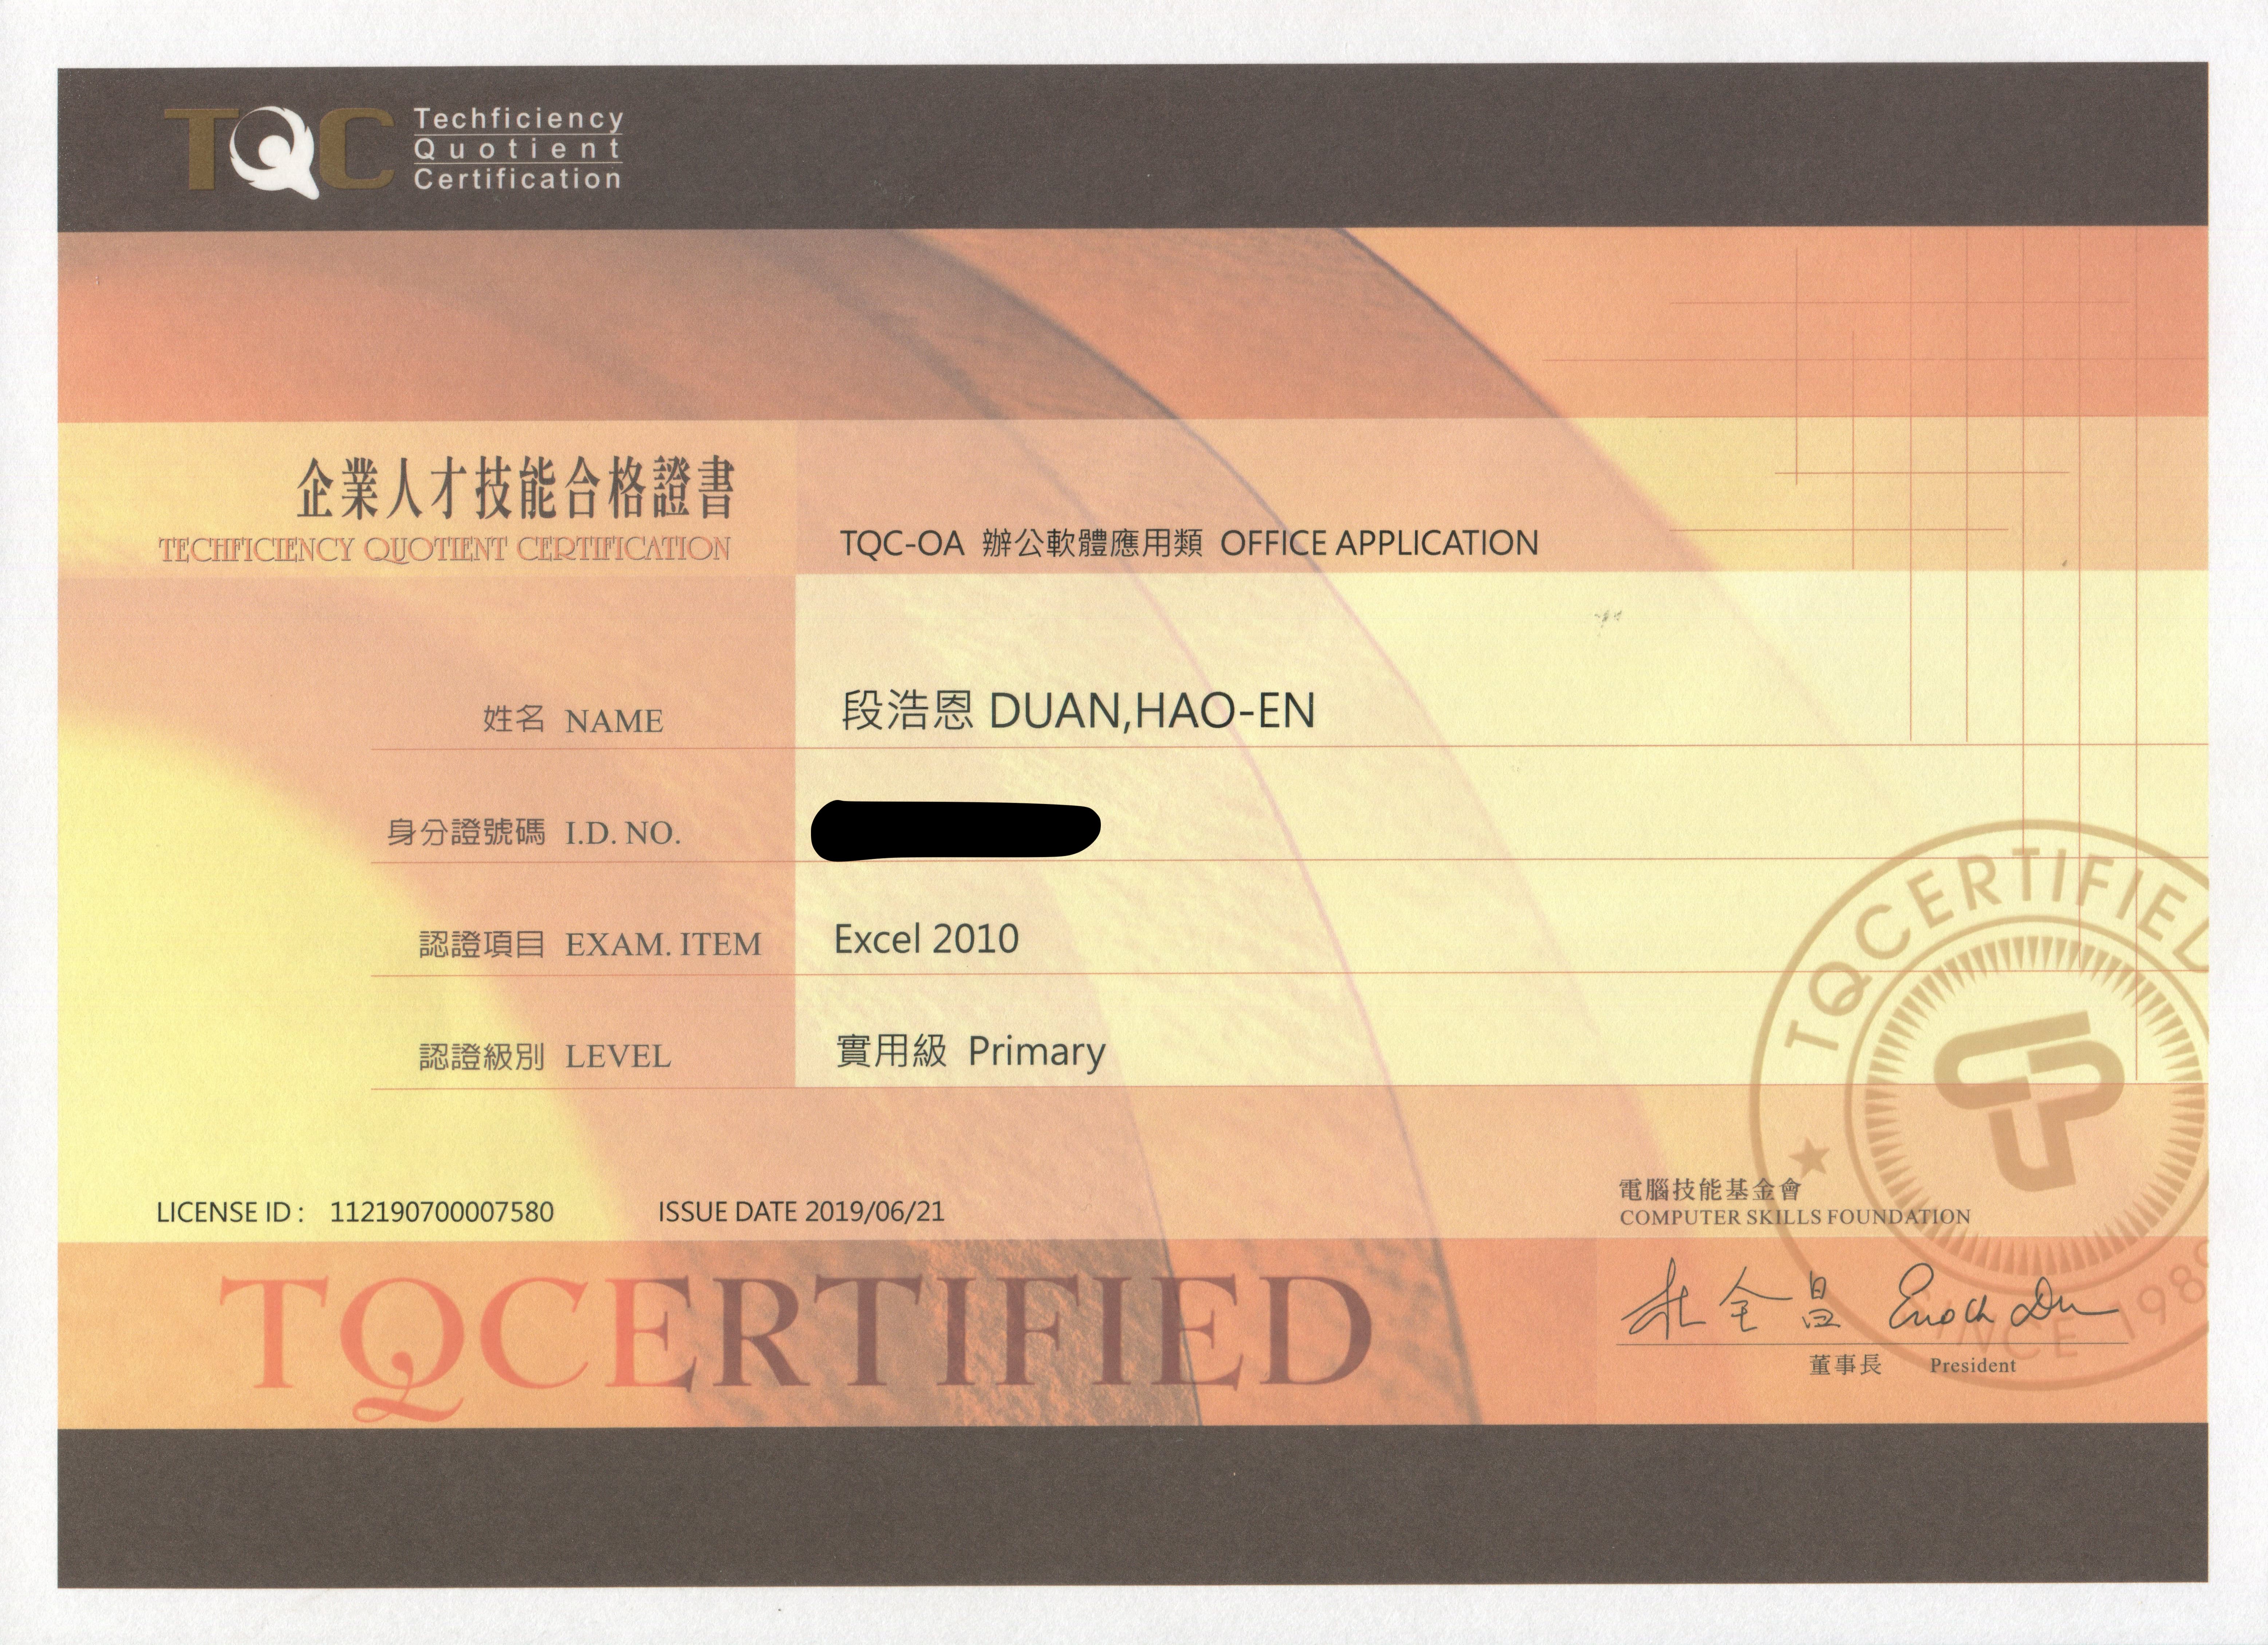 TQC
Techficiency
Quotient
Certification
企業人才技能合格證書
TECHFICIENCY QUOTIENT CERTIFICATION
TQC-OA 辦公軟體應用類 OFFICE APPLICATION
姓名 NAME 段浩恩 DUAN,HAO-EN
身分證號碼 I.D. NO.
認證項目 EXAM. ITEM Excel 2010
認證級別 LEVEL 實用級 Primary
TQCERTIFIED
SINCE 1989
LICENSE ID : 112190700007580 ISSUE DATE 2019/06/21
電腦技能基金會
COMPUTER SKILLS FOUNDATION
TQCERTIFIED
杜全昌 Enoch Du
董事長 President